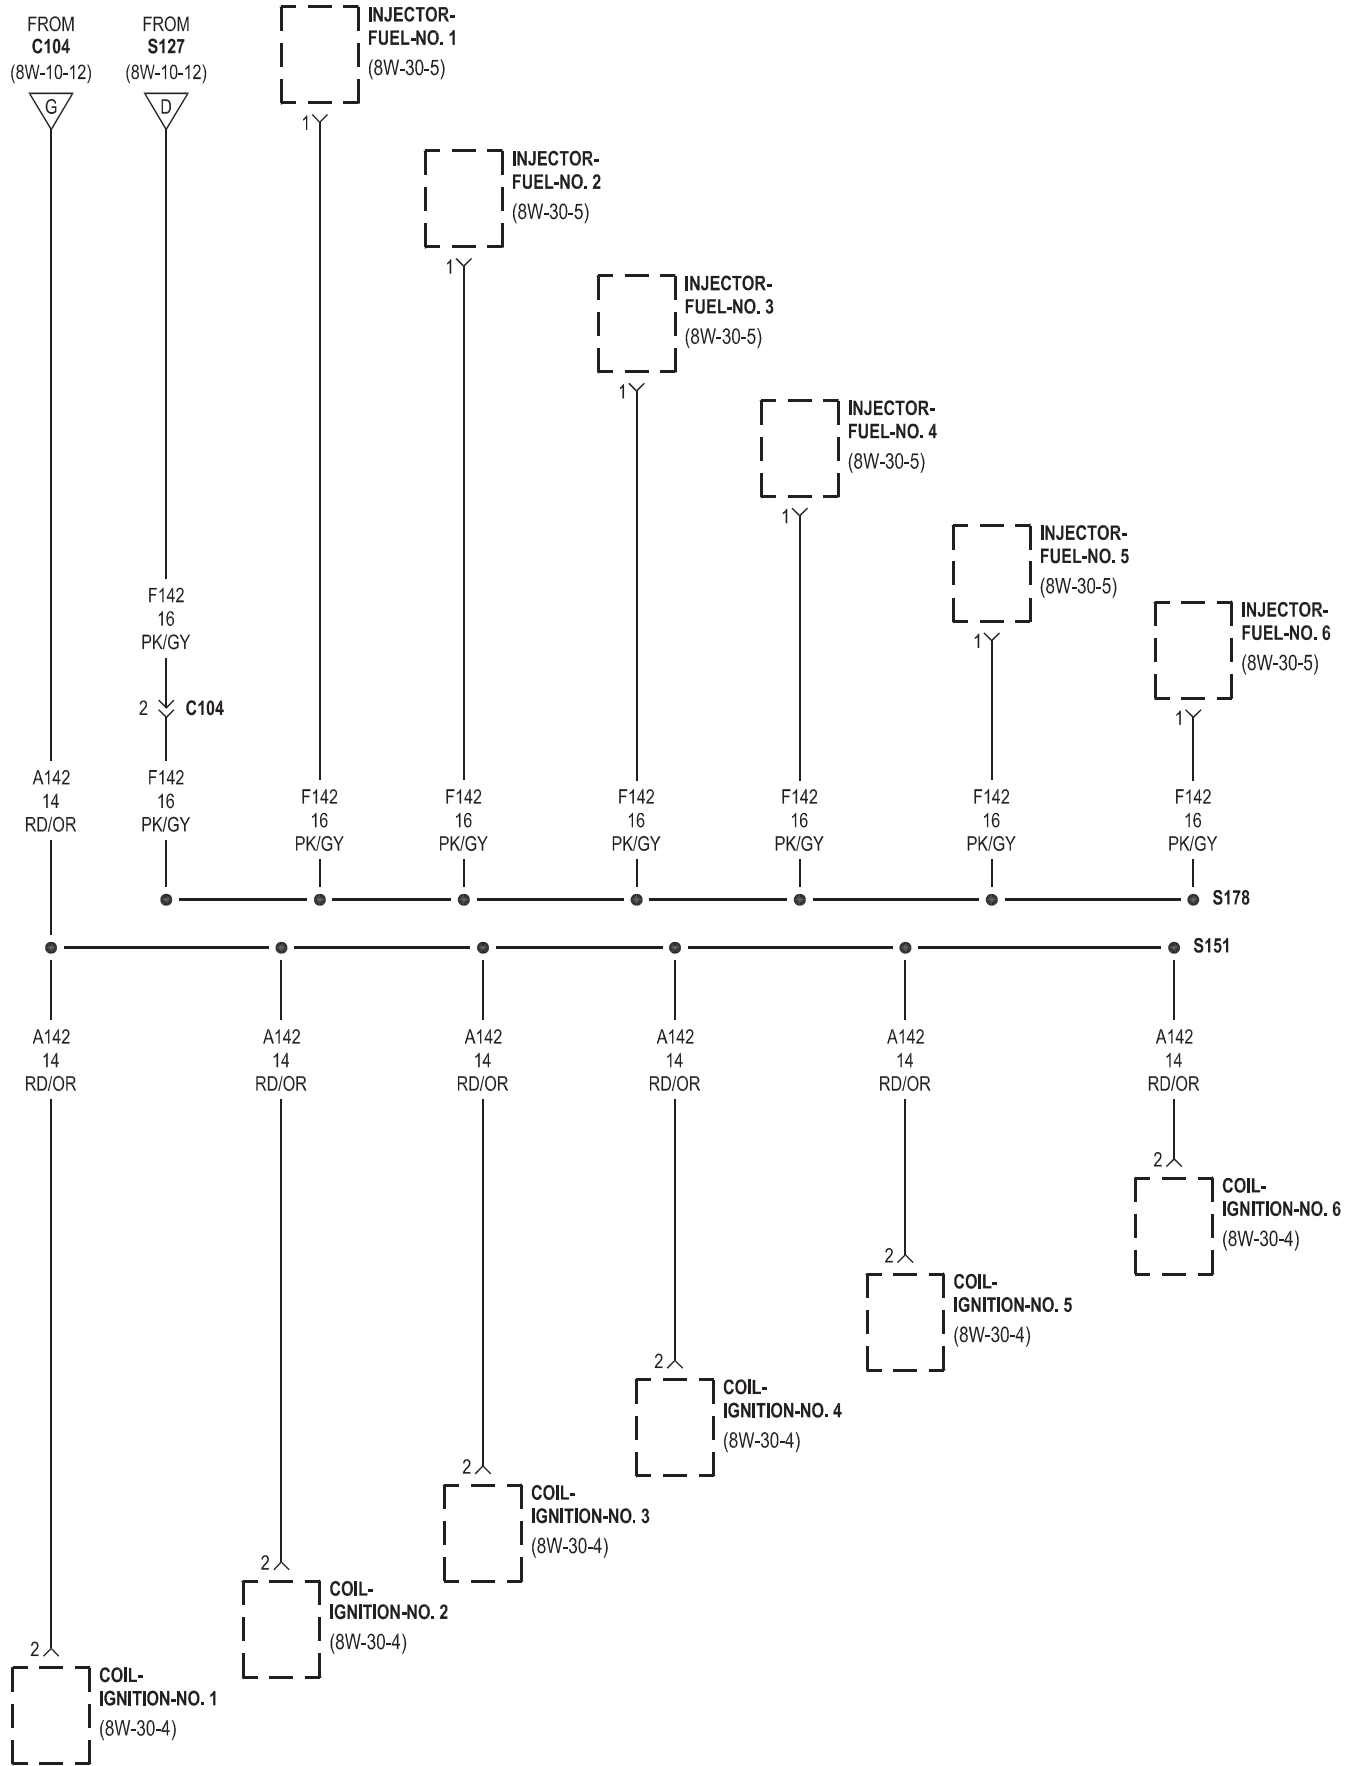 FROM
C104
(8W-10-12)
G
FROM
S127
(8W-10-12)
D
INJECTOR-
FUEL-NO. 1
(8W-30-5)
1
INJECTOR-
FUEL-NO. 2
(8W-30-5)
1
INJECTOR-
FUEL-NO. 3
(8W-30-5)
1
INJECTOR-
FUEL-NO. 4
(8W-30-5)
1
INJECTOR-
FUEL-NO. 5
(8W-30-5)
1
INJECTOR-
FUEL-NO. 6
(8W-30-5)
1
F142
16
PK/GY
2 C104
A142
14
RD/OR
F142
16
PK/GY
F142
16
PK/GY
F142
16
PK/GY
F142
16
PK/GY
F142
16
PK/GY
F142
16
PK/GY
F142
16
PK/GY
S178
S151
A142
14
RD/OR
A142
14
RD/OR
A142
14
RD/OR
A142
14
RD/OR
A142
14
RD/OR
A142
14
RD/OR
2
COIL-
IGNITION-NO. 6
(8W-30-4)
2
COIL-
IGNITION-NO. 5
(8W-30-4)
2
COIL-
IGNITION-NO. 4
(8W-30-4)
2
COIL-
IGNITION-NO. 3
(8W-30-4)
2
COIL-
IGNITION-NO. 2
(8W-30-4)
2
COIL-
IGNITION-NO. 1
(8W-30-4)